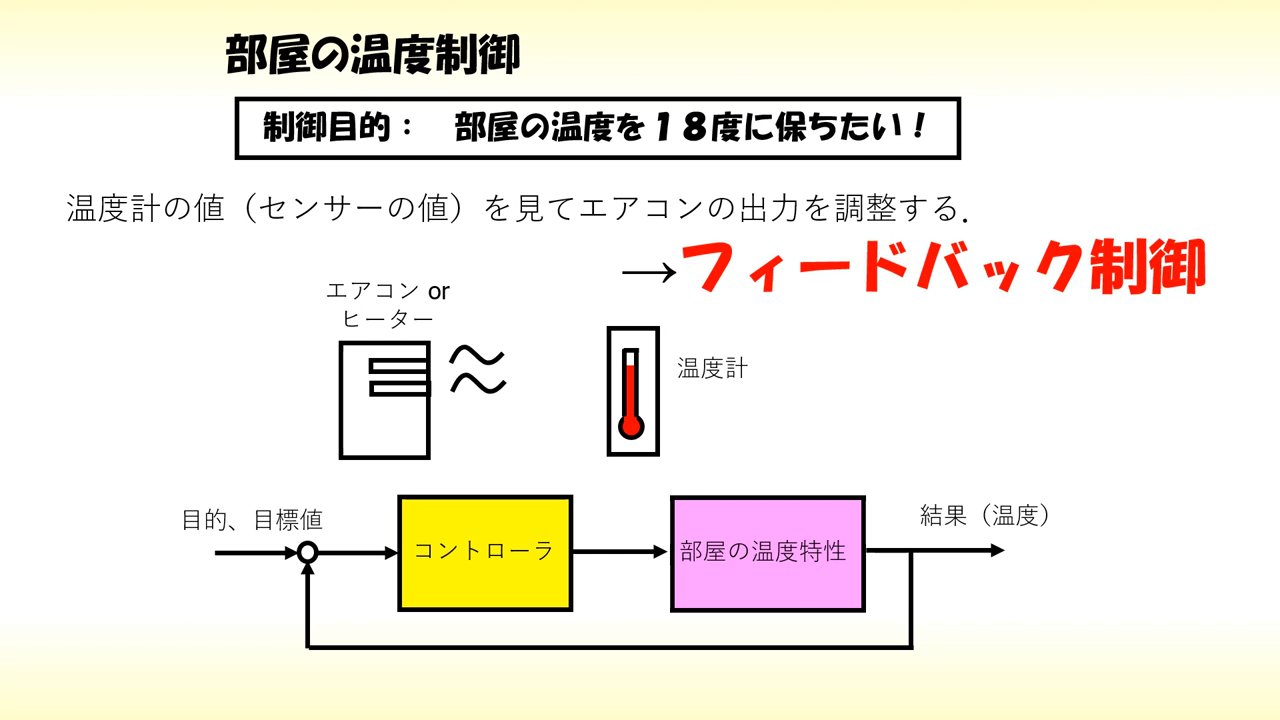 部屋の温度制御
制御目的：　部屋の温度を１８度に保ちたい！
温度計の値（センサーの値）を見てエアコンの出力を調整する．
→フィードバック制御
エアコン or
ヒーター
温度計
目的、目標値
コントローラ
部屋の温度特性
結果（温度）